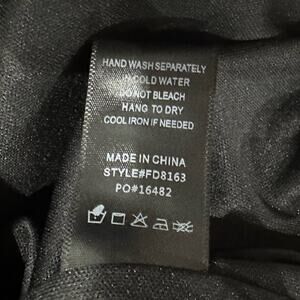 HAND WASH SEPARATELY
IN COLD WATER
DO NOT BLEACH
HANG TO DRY
COOL IRON IF NEEDED
MADE IN CHINA
STYLE#FD8163
PO#16482